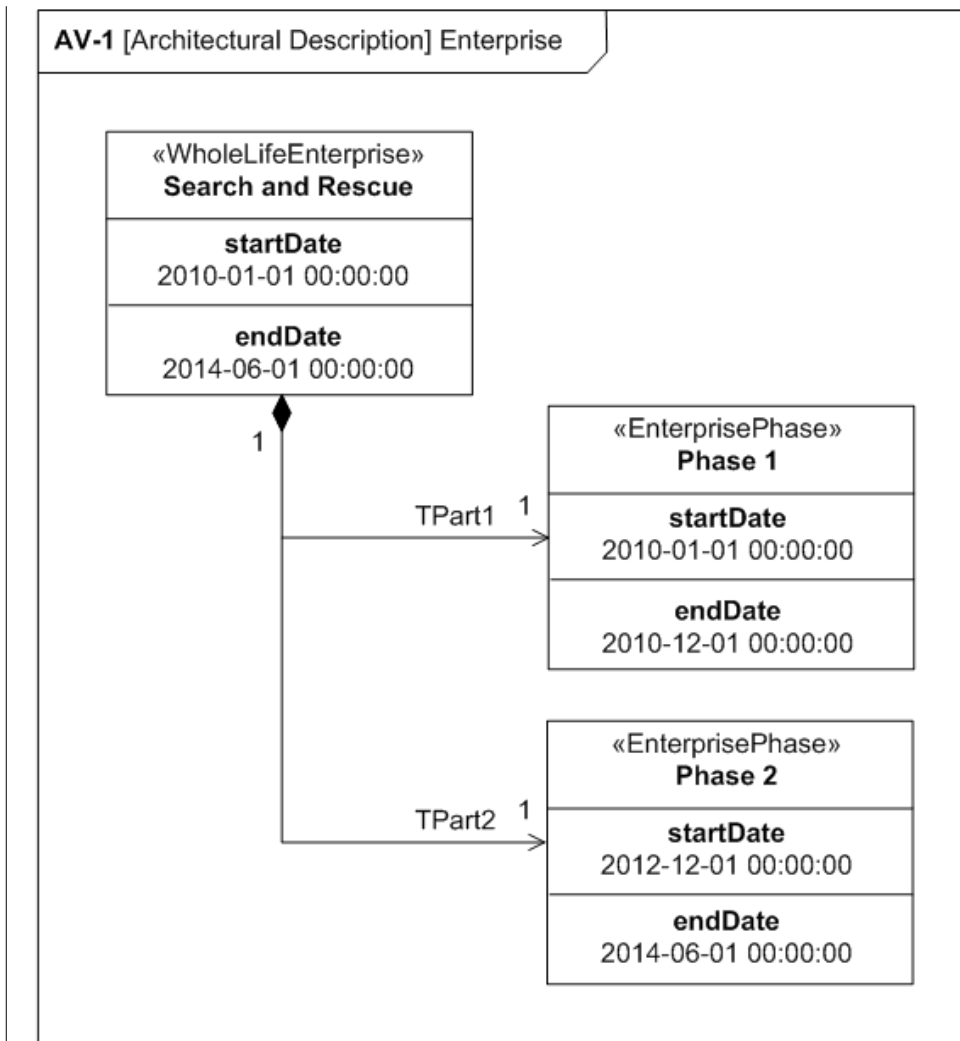 AV-1 [Architectural Description] Enterprise
«WholeLifeEnterprise»
Search and Rescue
startDate
2010-01-01 00:00:00
endDate
2014-06-01 00:00:00
1
TPart1
1
«EnterprisePhase»
Phase 1
startDate
2010-01-01 00:00:00
endDate
2010-12-01 00:00:00
TPart2
1
«EnterprisePhase»
Phase 2
startDate
2012-12-01 00:00:00
endDate
2014-06-01 00:00:00